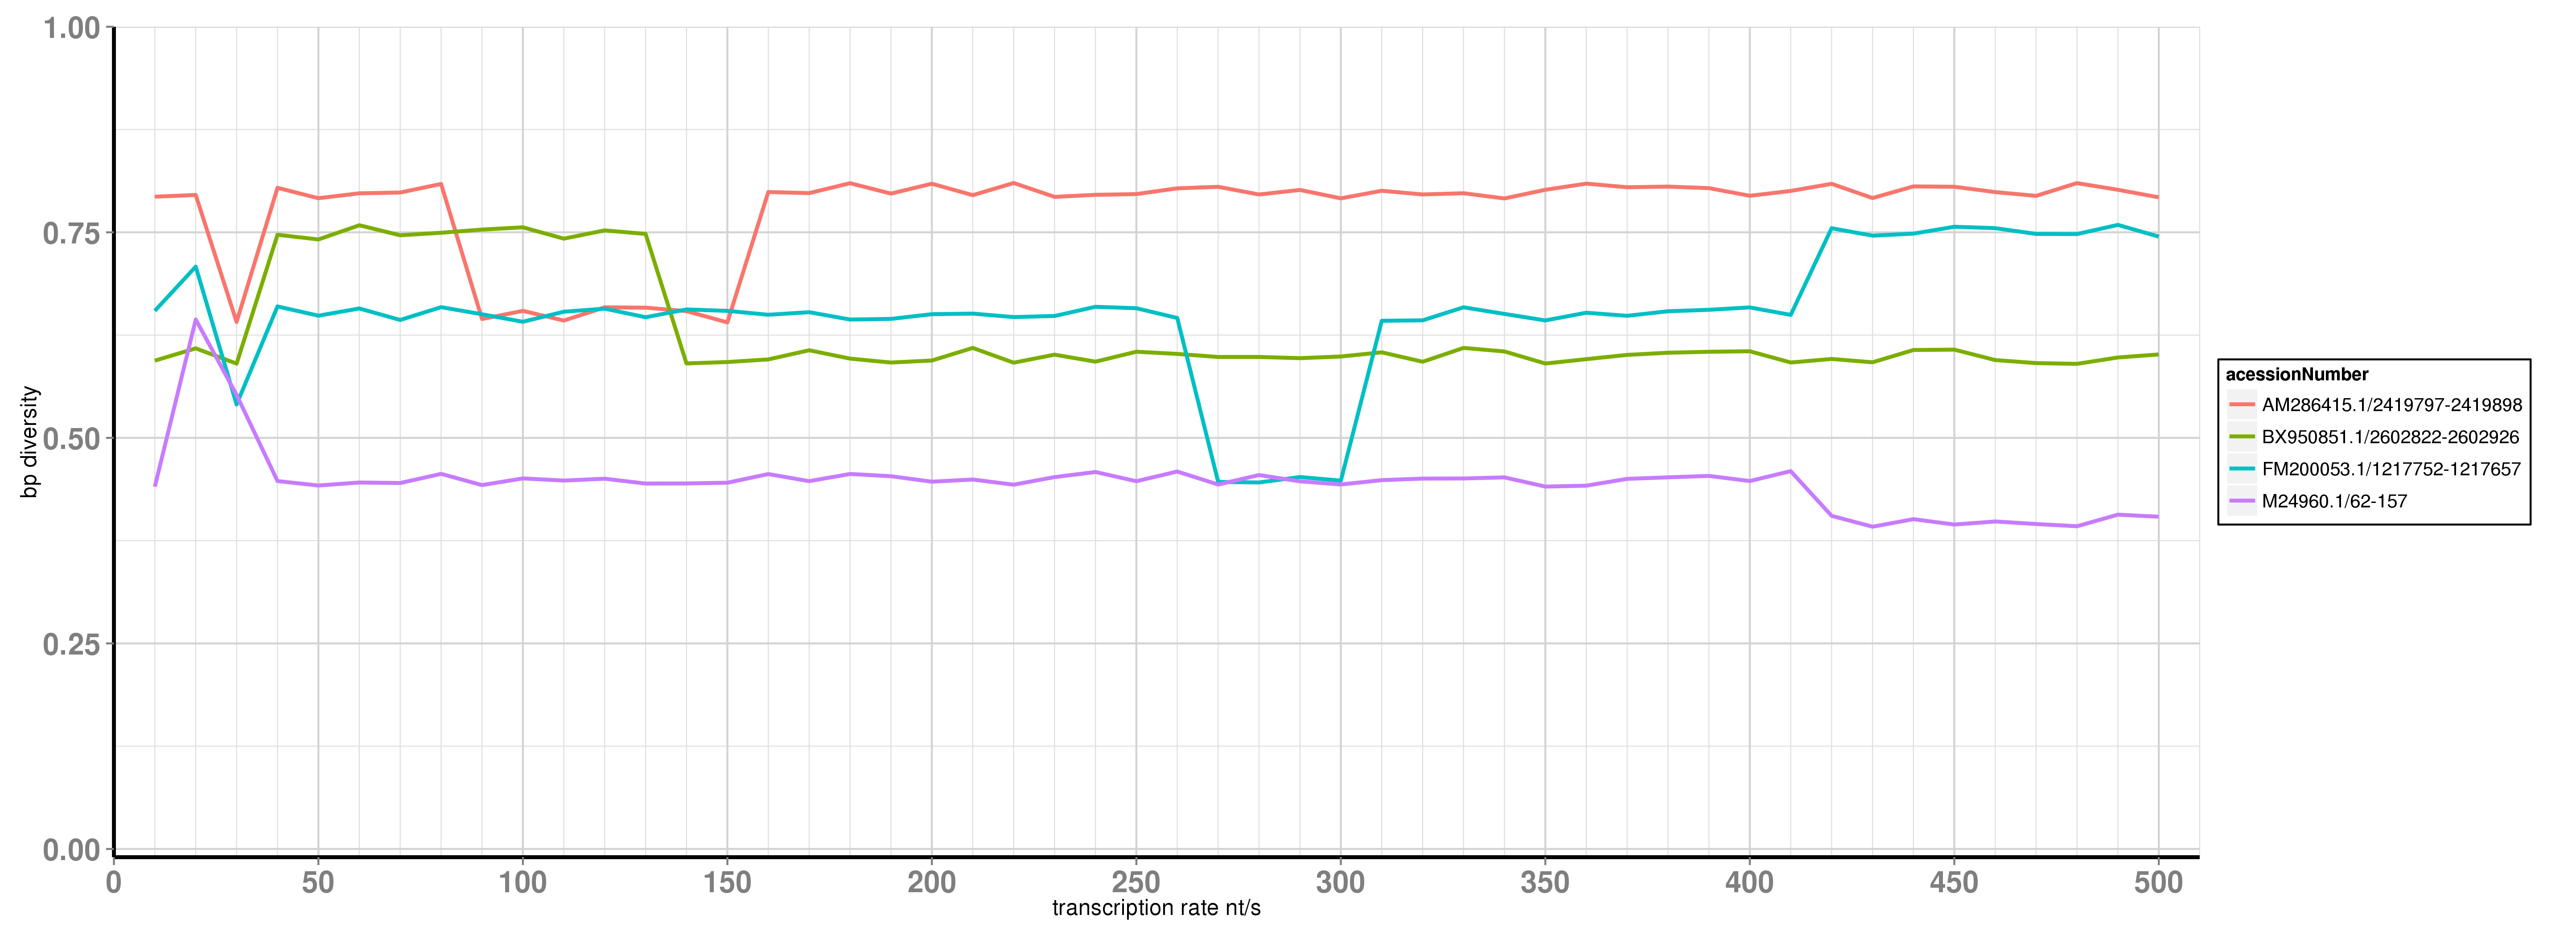 1.00
0.75
0.50
0.25
0.00
bp diversity
0 50 100 150 200 250 300 350 400 450 500
transcription rate nt/s
acessionNumber
AM286415.1/2419797-2419898
BX950851.1/2602822-2602926
FM200053.1/1217752-1217657
M24960.1/62-157